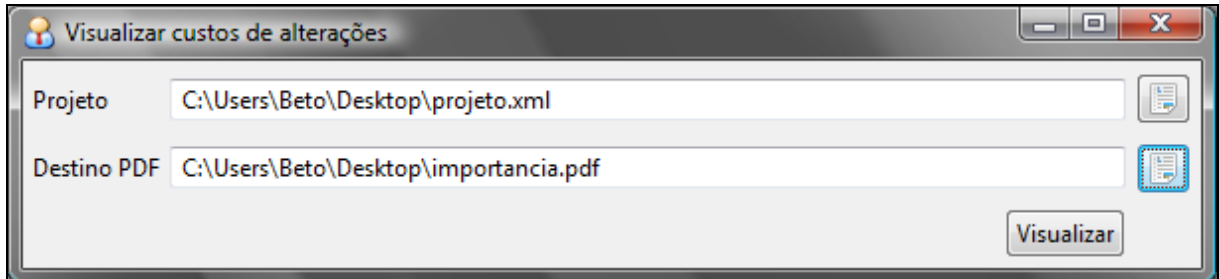 Visualizar custos de alterações
Projeto C:\Users\Beto\Desktop\projeto.xml
Destino PDF C:\Users\Beto\Desktop\importancia.pdf
Visualizar